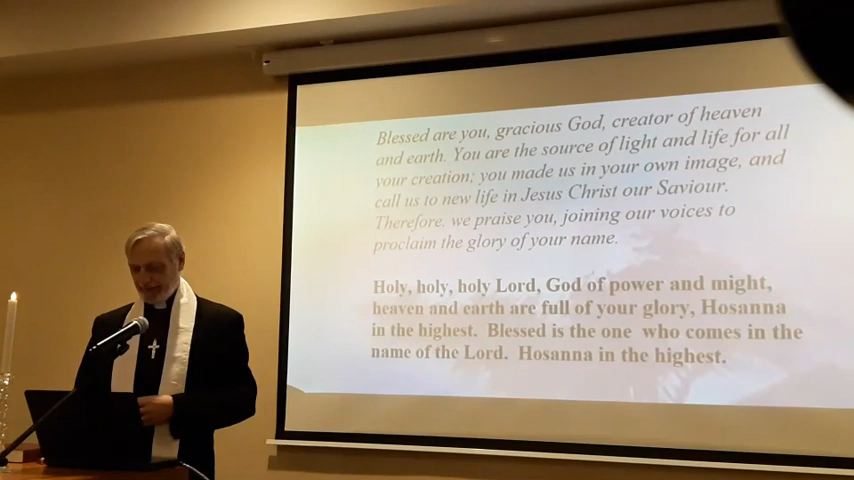 Blessed are you, gracious God, creator of heaven
and earth. You are the source of light and life for all
your creation; you made us in your own image, and
call us to new life in Jesus Christ our Saviour.
Therefore. we praise you, joining our voices to
proclaim the glory of your name.
Holy, holy, holy Lord, God of power and might,
heaven and earth are full of your glory, Hosanna
in the highest. Blessed is the one who comes in the
name of the Lord. Hosanna in the highest.